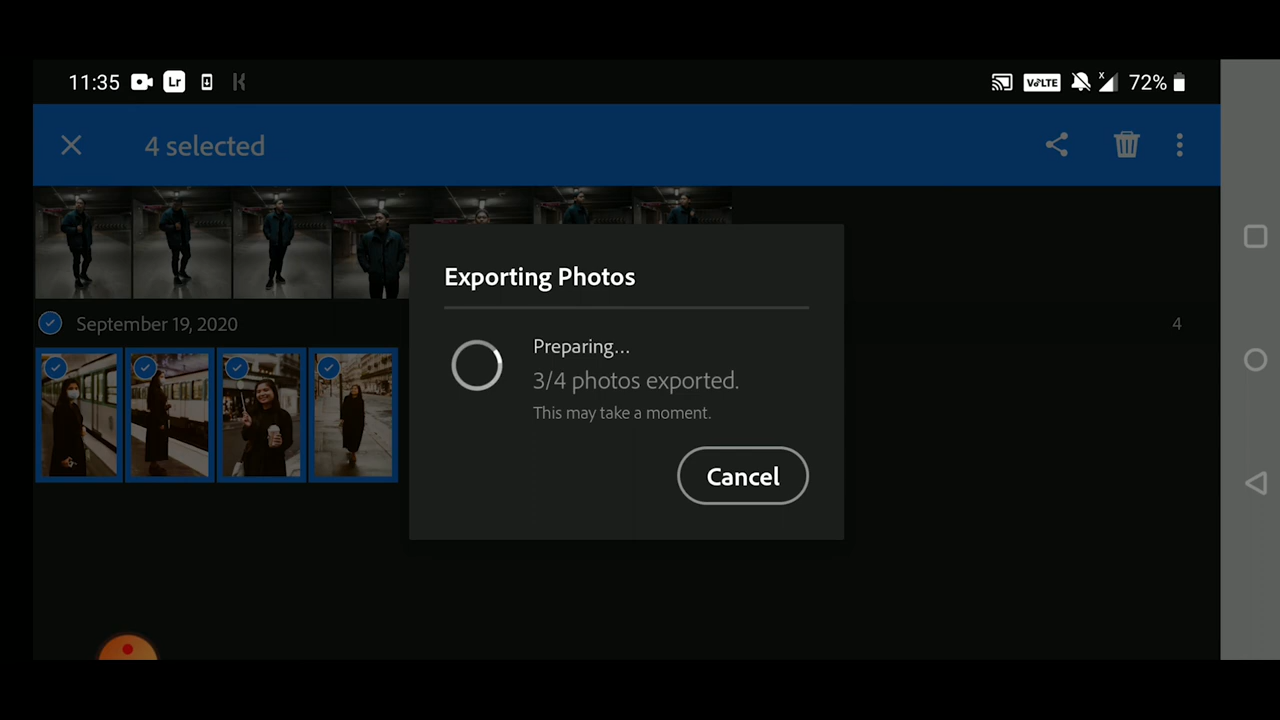 11:35 Lr VoLTE x 72%
4 selected
Exporting Photos
September 19, 2020 4
Preparing...
3/4 photos exported.
This may take a moment.
Cancel